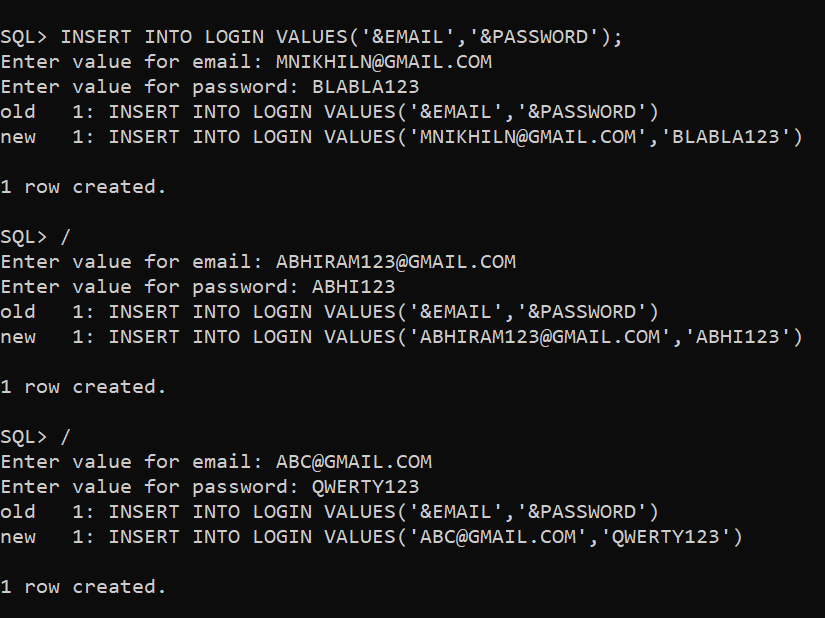 SQL> INSERT INTO LOGIN VALUES('&EMAIL','&PASSWORD');
Enter value for email: MNIKHILN@GMAIL.COM
Enter value for password: BLABLA123
old   1: INSERT INTO LOGIN VALUES('&EMAIL','&PASSWORD')
new   1: INSERT INTO LOGIN VALUES('MNIKHILN@GMAIL.COM','BLABLA123')
1 row created.
SQL> /
Enter value for email: ABHIRAM123@GMAIL.COM
Enter value for password: ABHI123
old   1: INSERT INTO LOGIN VALUES('&EMAIL','&PASSWORD')
new   1: INSERT INTO LOGIN VALUES('ABHIRAM123@GMAIL.COM','ABHI123')
1 row created.
SQL> /
Enter value for email: ABC@GMAIL.COM
Enter value for password: QWERTY123
old   1: INSERT INTO LOGIN VALUES('&EMAIL','&PASSWORD')
new   1: INSERT INTO LOGIN VALUES('ABC@GMAIL.COM','QWERTY123')
1 row created.